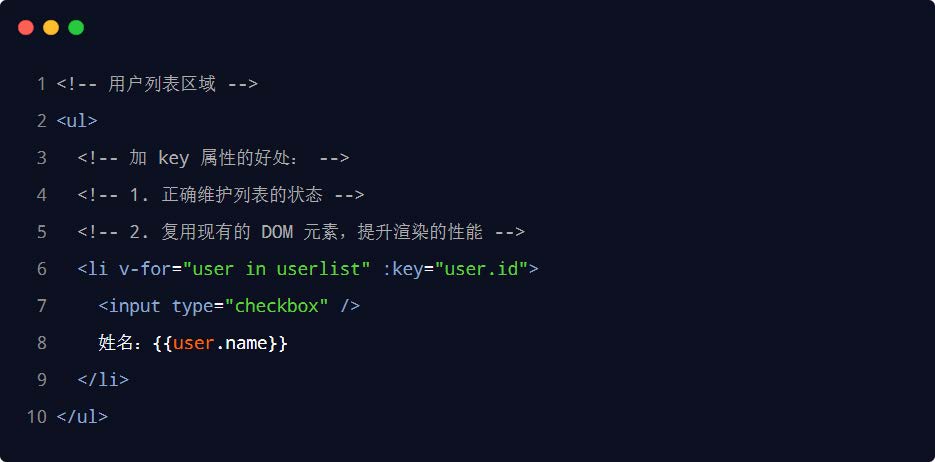 1 <!-- 用户列表区域 -->
2 <ul>
3 <!-- 加 key 属性的好处： -->
4 <!-- 1. 正确维护列表的状态 -->
5 <!-- 2. 复用现有的 DOM 元素，提升渲染的性能 -->
6 <li v-for="user in userlist" :key="user.id">
7 <input type="checkbox" />
8 姓名：{{user.name}}
9 </li>
10 </ul>